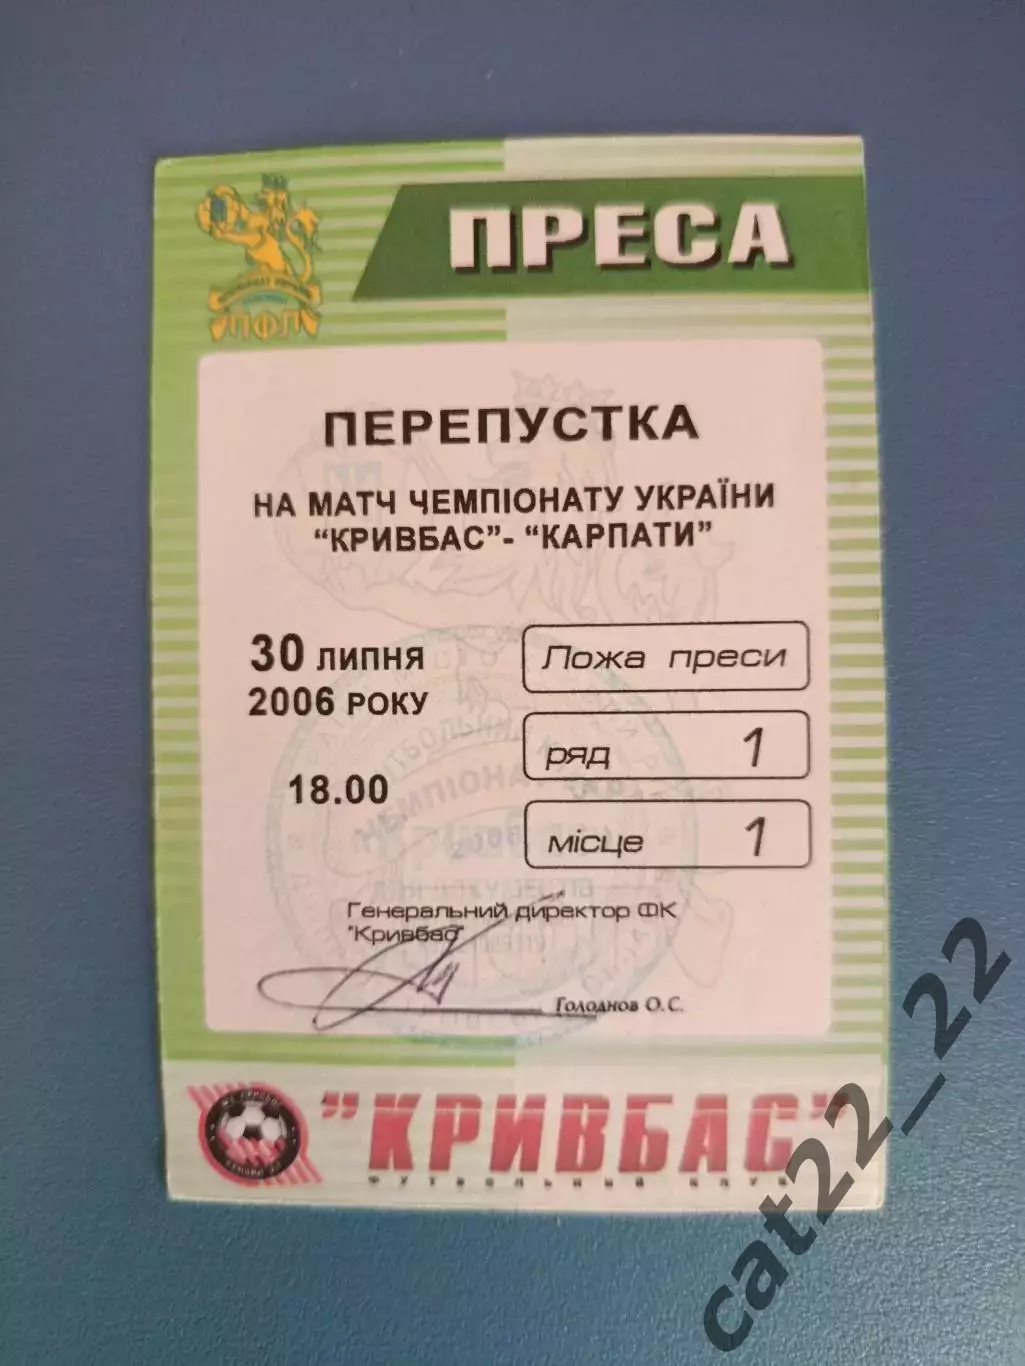 ПРЕСА
ПФЛ
ПЕРЕПУСТКА
НА МАТЧ ЧЕМПІОНАТУ УКРАЇНИ
“КРИВБАС”- “КАРПАТИ”
30 ЛИПНЯ
2006 РОКУ
18.00
Ложа преси
ряд 1
місце 1
Генеральний директор ФК
"Кривбас"
Голоднов О.С.
"КРИВБАС"
ФУТБОЛЬНИЙ КЛУБ
cat22_22